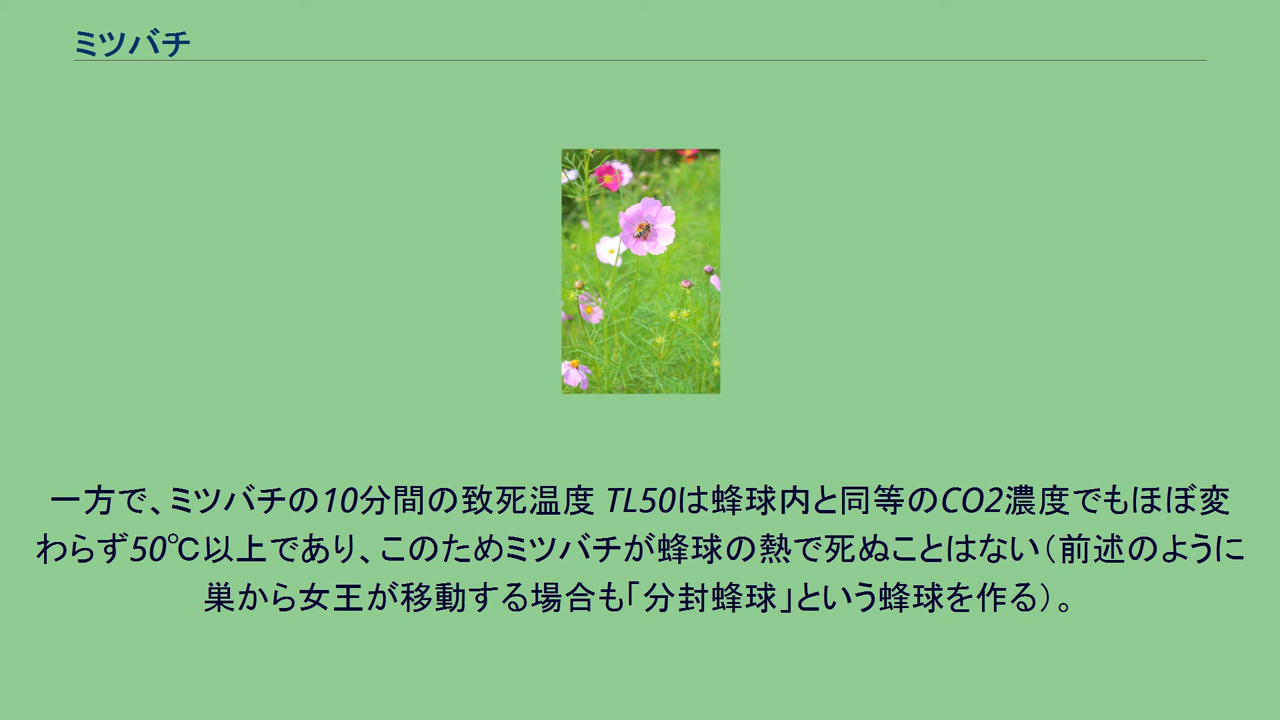 ミツバチ
一方で、ミツバチの10分間の致死温度 TL50は蜂球内と同等のCO2濃度でもほぼ変
わらず50℃以上であり、このためミツバチが蜂球の熱で死ぬことはない（前述のように
巣から女王が移動する場合も「分封蜂球」という蜂球を作る）。